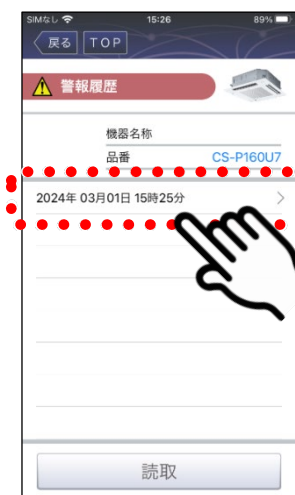 SIMなし 15:26 89%
戻る TOP
警報履歴
機器名称
品番 CS-P160U7
2024年 03月01日 15時25分
読取